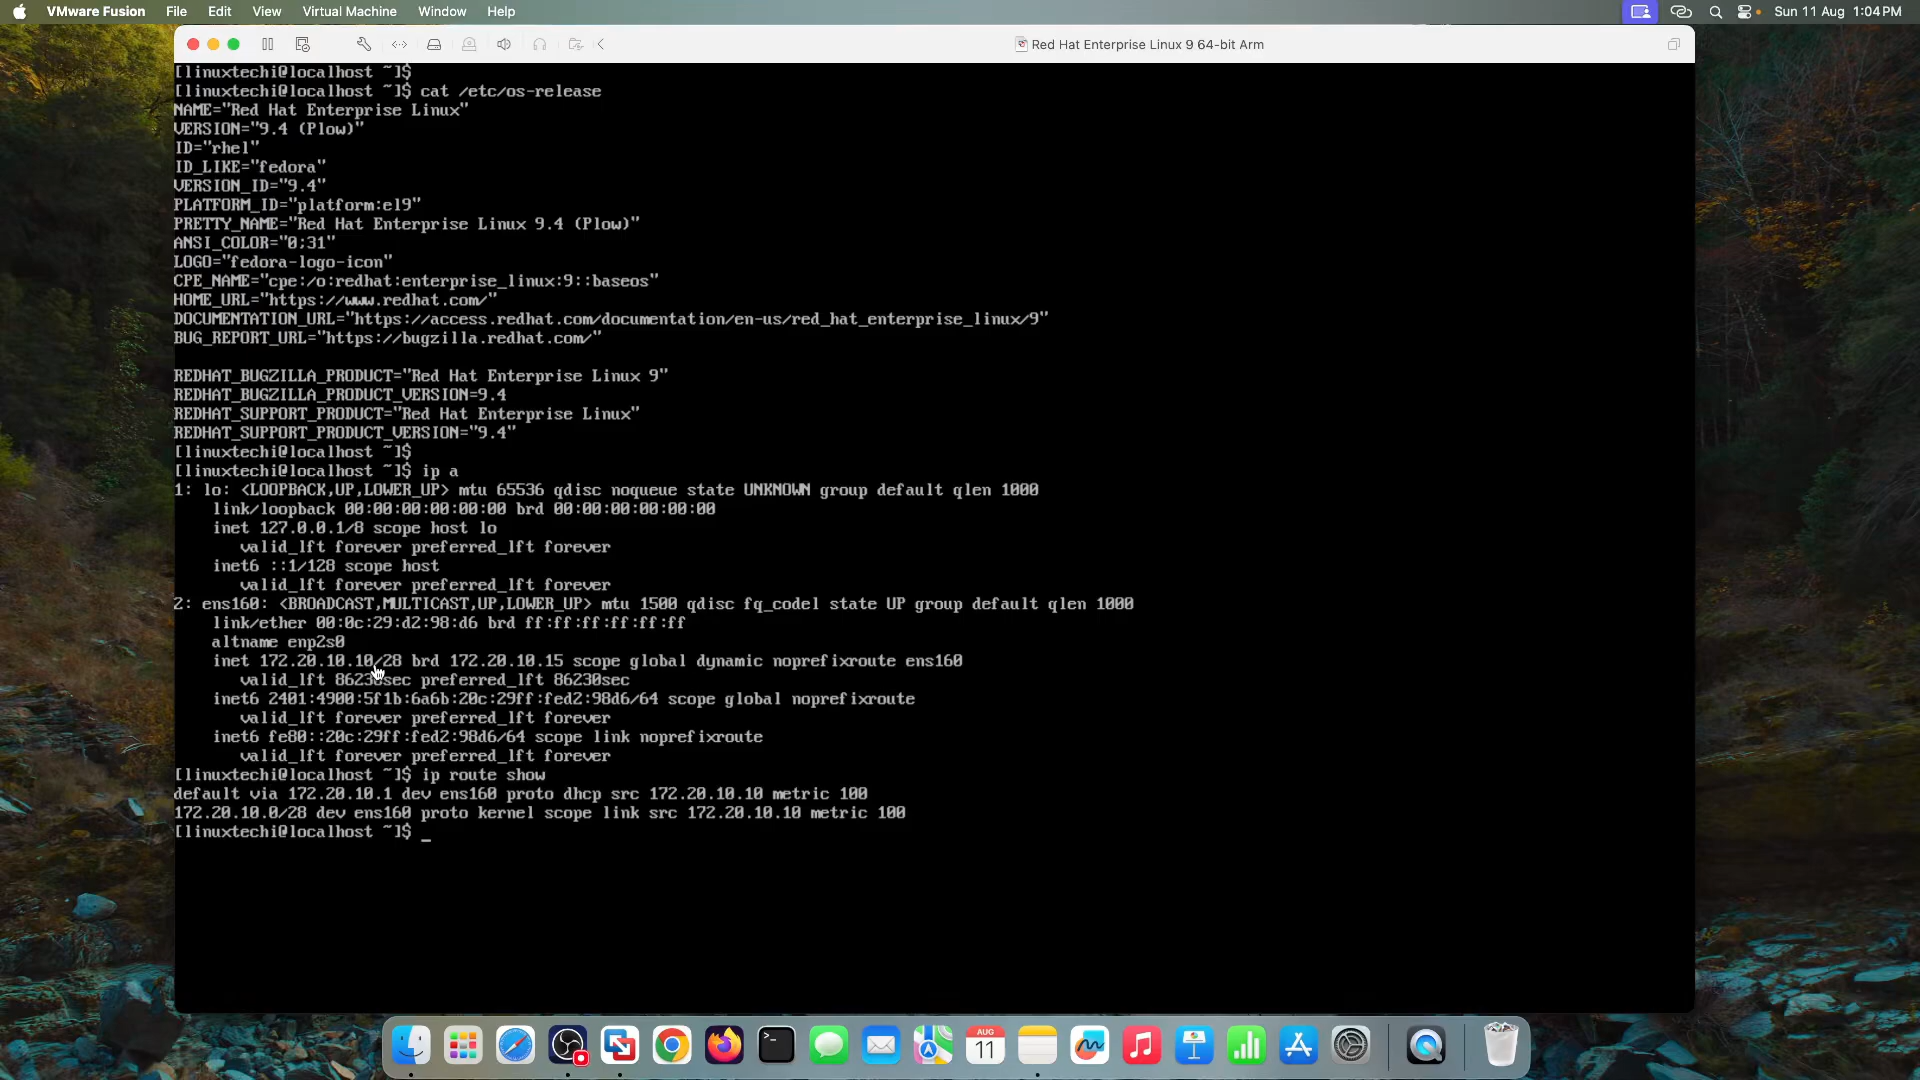 VMware Fusion File Edit View Virtual Machine Window Help Sun 11 Aug 1:04 PM
Red Hat Enterprise Linux 9 64-bit Arm
[linuxtechi@localhost ~]$
[linuxtechi@localhost ~]$ cat /etc/os-release
NAME="Red Hat Enterprise Linux"
VERSION="9.4 (Plow)"
ID="rhel"
ID_LIKE="fedora"
VERSION_ID="9.4"
PLATFORM_ID="platform:el9"
PRETTY_NAME="Red Hat Enterprise Linux 9.4 (Plow)"
ANSI_COLOR="0;31"
LOGO="fedora-logo-icon"
CPE_NAME="cpe:/o:redhat:enterprise_linux:9::baseos"
HOME_URL="https://www.redhat.com/"
DOCUMENTATION_URL="https://access.redhat.com/documentation/en-us/red_hat_enterprise_linux/9"
BUG_REPORT_URL="https://bugzilla.redhat.com/"
REDHAT_BUGZILLA_PRODUCT="Red Hat Enterprise Linux 9"
REDHAT_BUGZILLA_PRODUCT_VERSION=9.4
REDHAT_SUPPORT_PRODUCT="Red Hat Enterprise Linux"
REDHAT_SUPPORT_PRODUCT_VERSION="9.4"
[linuxtechi@localhost ~]$
[linuxtechi@localhost ~]$ ip a
1: lo: <LOOPBACK,UP,LOWER_UP> mtu 65536 qdisc noqueue state UNKNOWN group default qlen 1000
link/loopback 00:00:00:00:00:00 brd 00:00:00:00:00:00
inet 127.0.0.1/8 scope host lo
valid_lft forever preferred_lft forever
inet6 ::1/128 scope host
valid_lft forever preferred_lft forever
2: ens160: <BROADCAST,MULTICAST,UP,LOWER_UP> mtu 1500 qdisc fq_codel state UP group default qlen 1000
link/ether 00:0c:29:d2:98:d6 brd ff:ff:ff:ff:ff:ff
altname enp2s0
inet 172.20.10.10/28 brd 172.20.10.15 scope global dynamic noprefixroute ens160
valid_lft 86230sec preferred_lft 86230sec
inet6 2401:4900:5f1b:6a6b:20c:29ff:fed2:98d6/64 scope global noprefixroute
valid_lft forever preferred_lft forever
inet6 fe80::20c:29ff:fed2:98d6/64 scope link noprefixroute
valid_lft forever preferred_lft forever
[linuxtechi@localhost ~]$ ip route show
default via 172.20.10.1 dev ens160 proto dhcp src 172.20.10.10 metric 100
172.20.10.0/28 dev ens160 proto kernel scope link src 172.20.10.10 metric 100
[linuxtechi@localhost ~]$ _
AUG
11